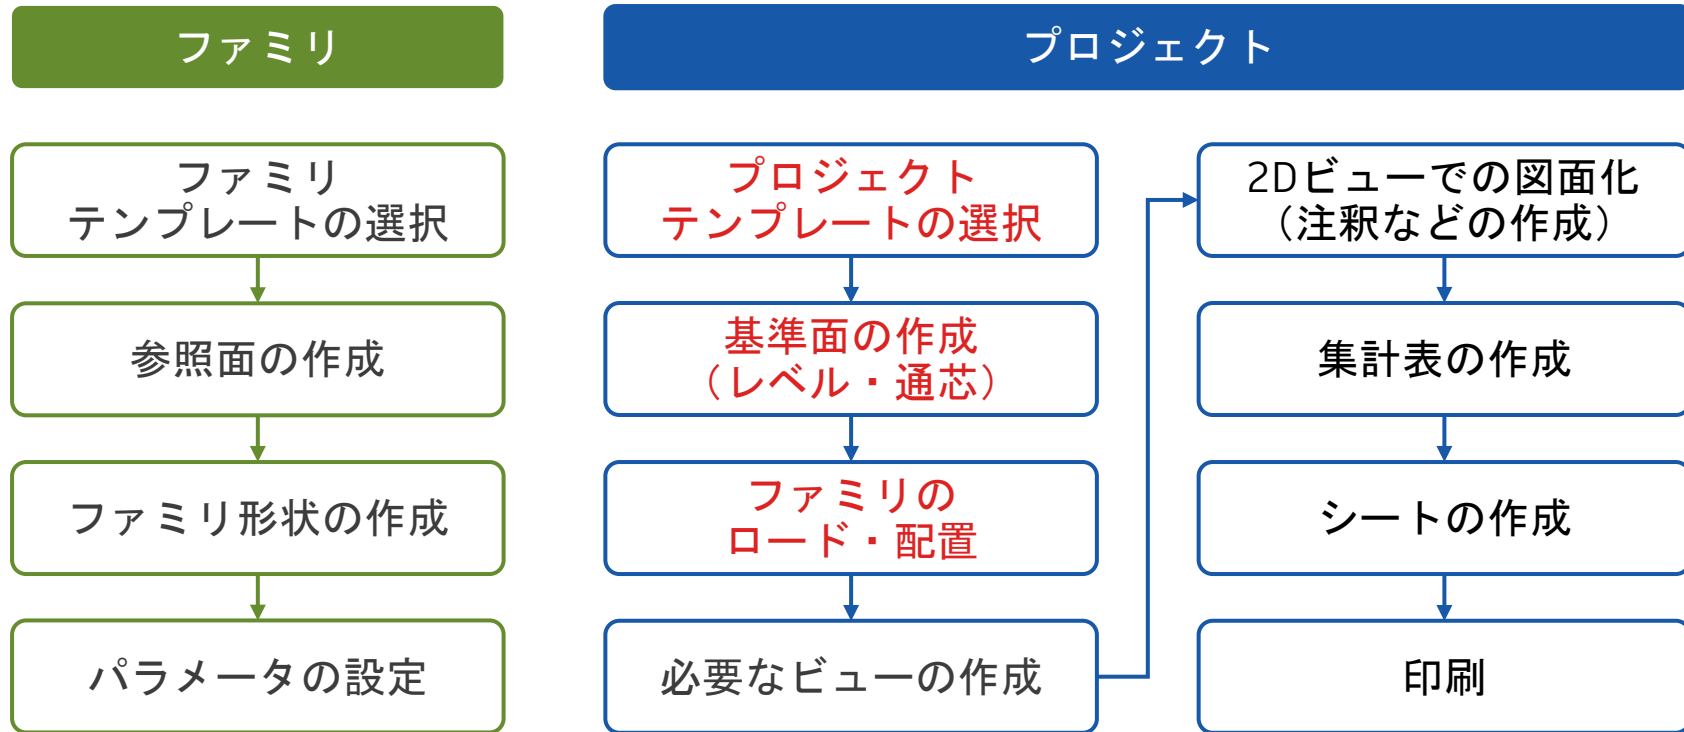 ファミリ
プロジェクト
ファミリ
テンプレートの選択
参照面の作成
ファミリ形状の作成
パラメータの設定
プロジェクト
テンプレートの選択
基準面の作成
（レベル・通芯）
ファミリの
ロード・配置
必要なビューの作成
2Dビューでの図面化
（注釈などの作成）
集計表の作成
シートの作成
印刷